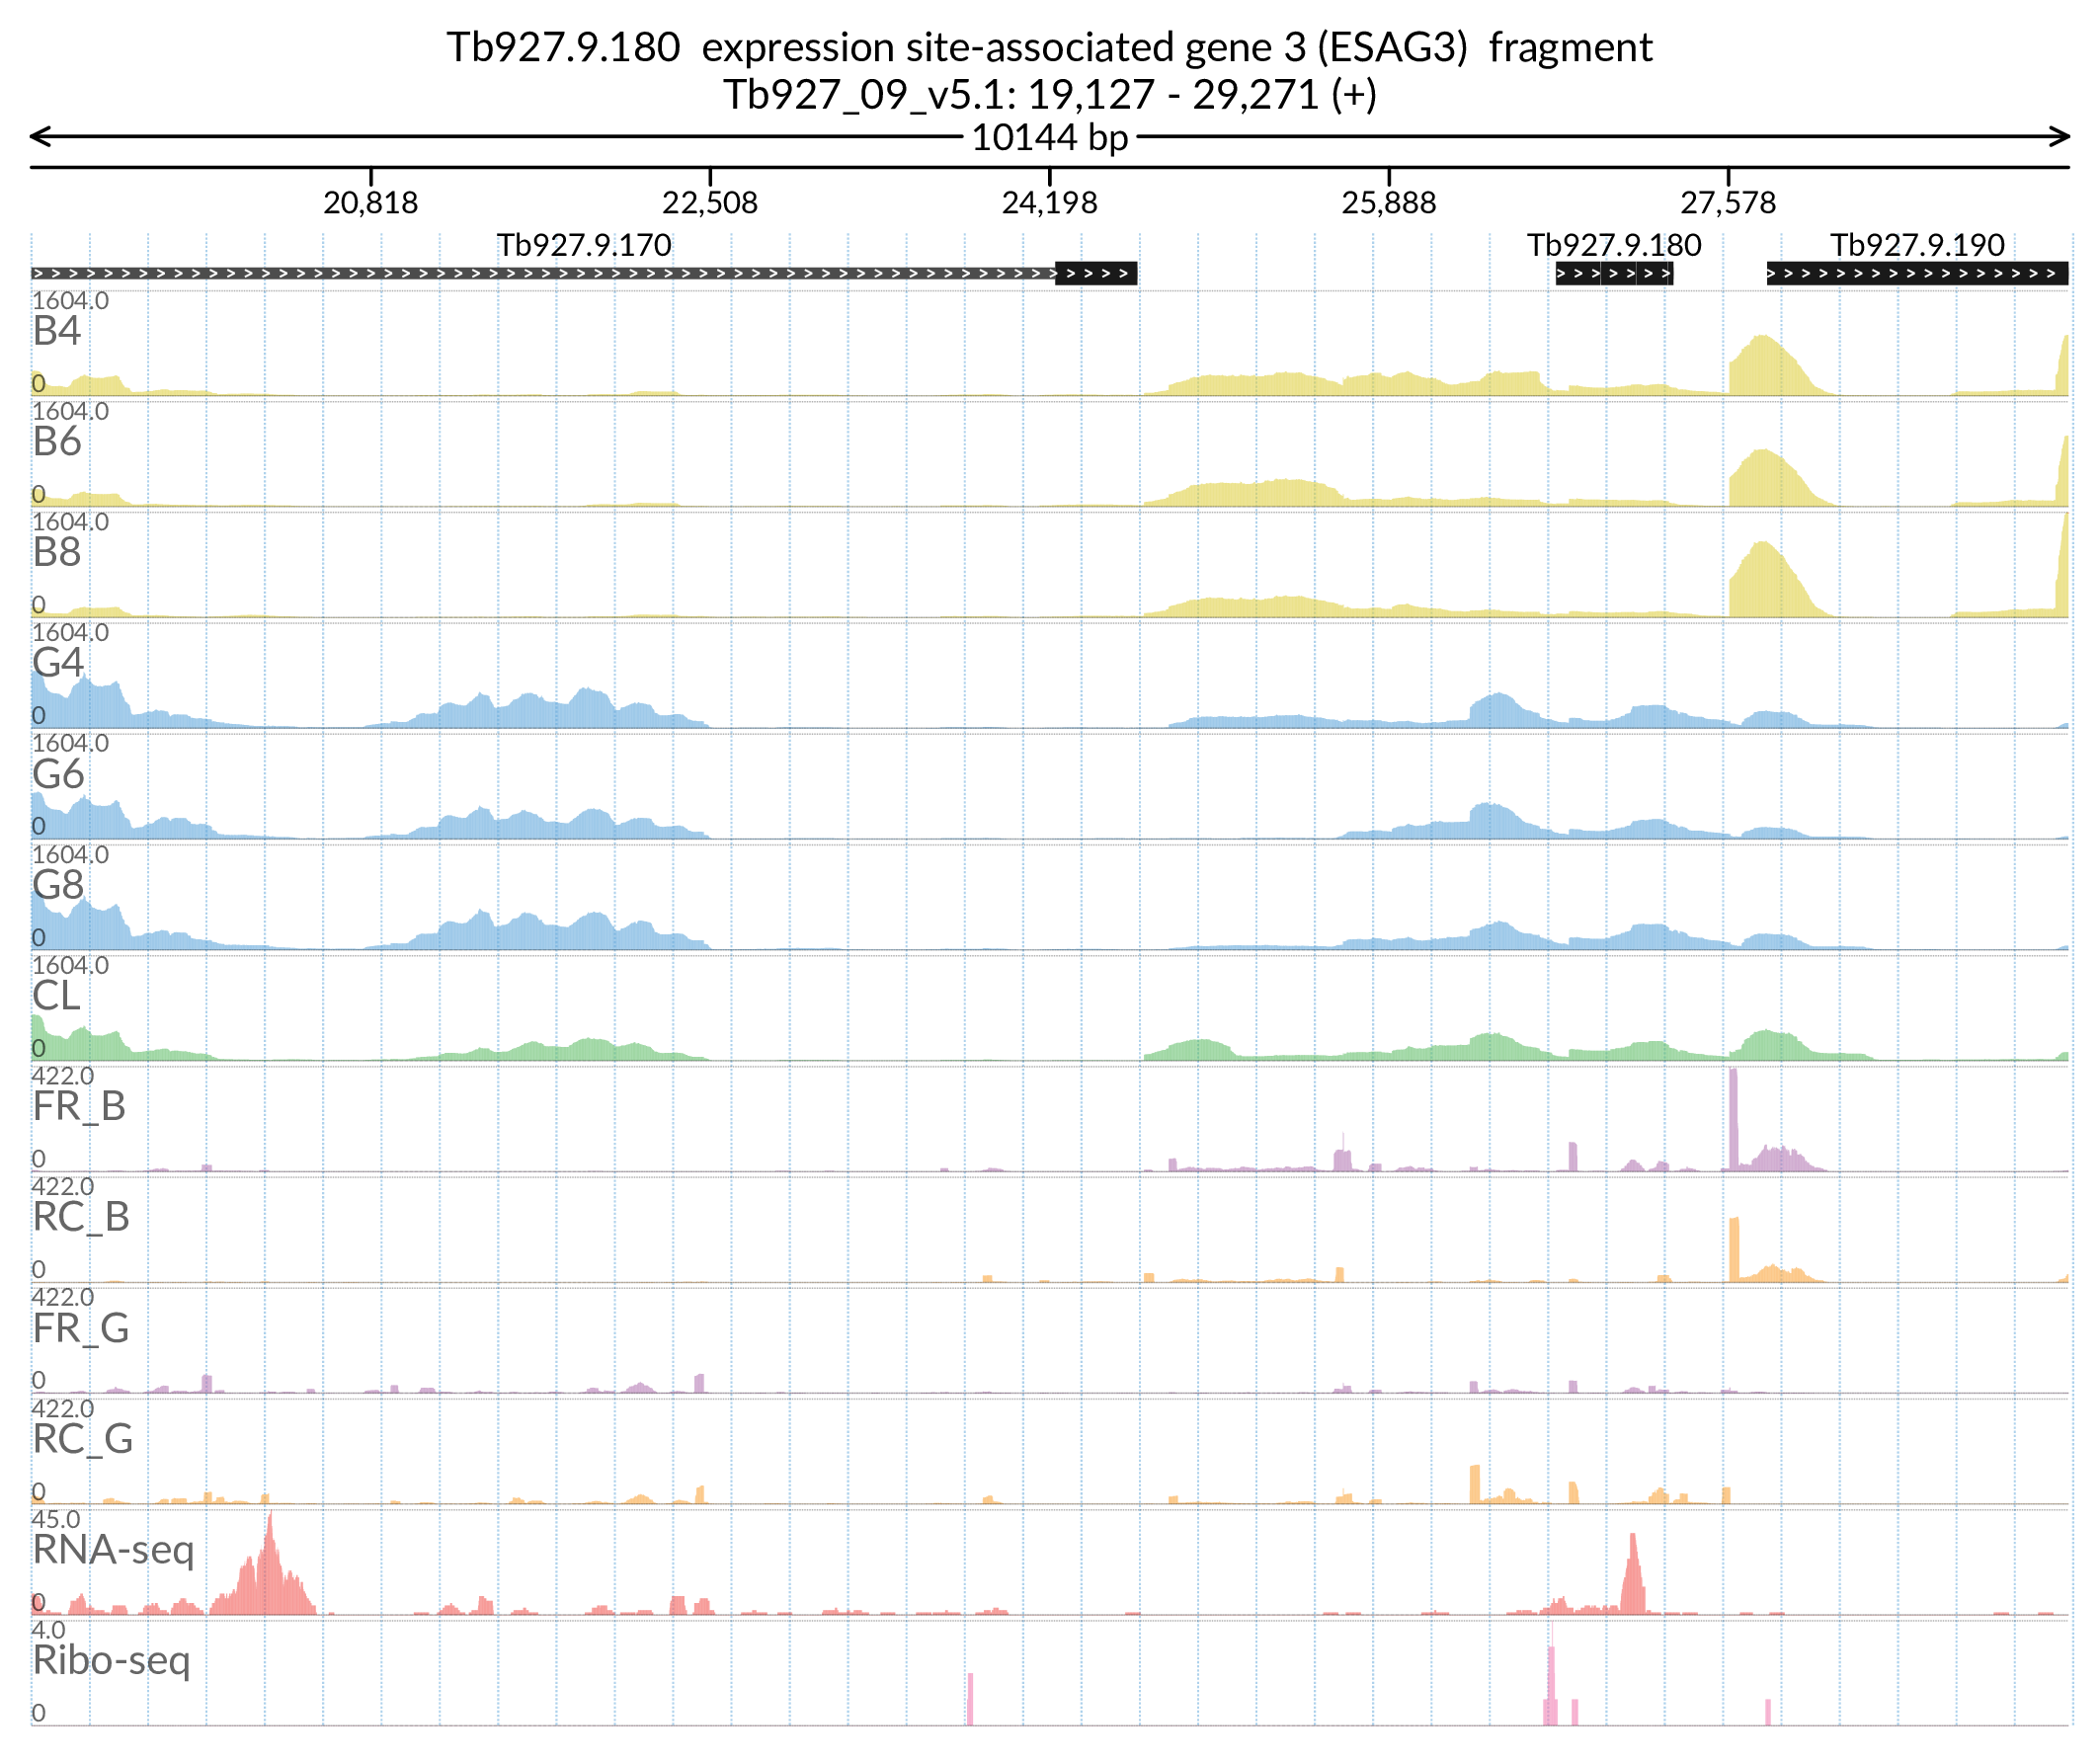 Tb927.9.180 expression site-associated gene 3 (ESAG3) fragment
Tb927_09_v5.1: 19,127 - 29,271 (+)
10144 bp
20,818 22,508 24,198 25,888 27,578
Tb927.9.170 Tb927.9.180 Tb927.9.190
1604.0
B4
0
1604.0
B6
0
1604.0
B8
0
1604.0
G4
0
1604.0
G6
0
1604.0
G8
0
1604.0
CL
0
422.0
FR_B
0
422.0
RC_B
0
422.0
FR_G
0
422.0
RC_G
0
45.0
RNA-seq
0
4.0
Ribo-seq
0